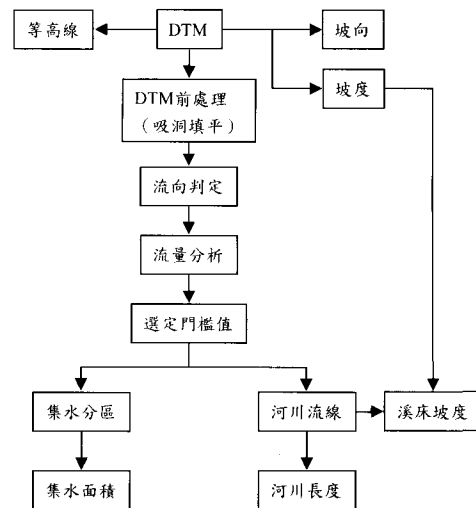 等高線
DTM
坡向
坡度
DTM前處理
（吸洞填平）
流向判定
流量分析
選定門檻值
集水分區
河川流線
溪床坡度
集水面積
河川長度